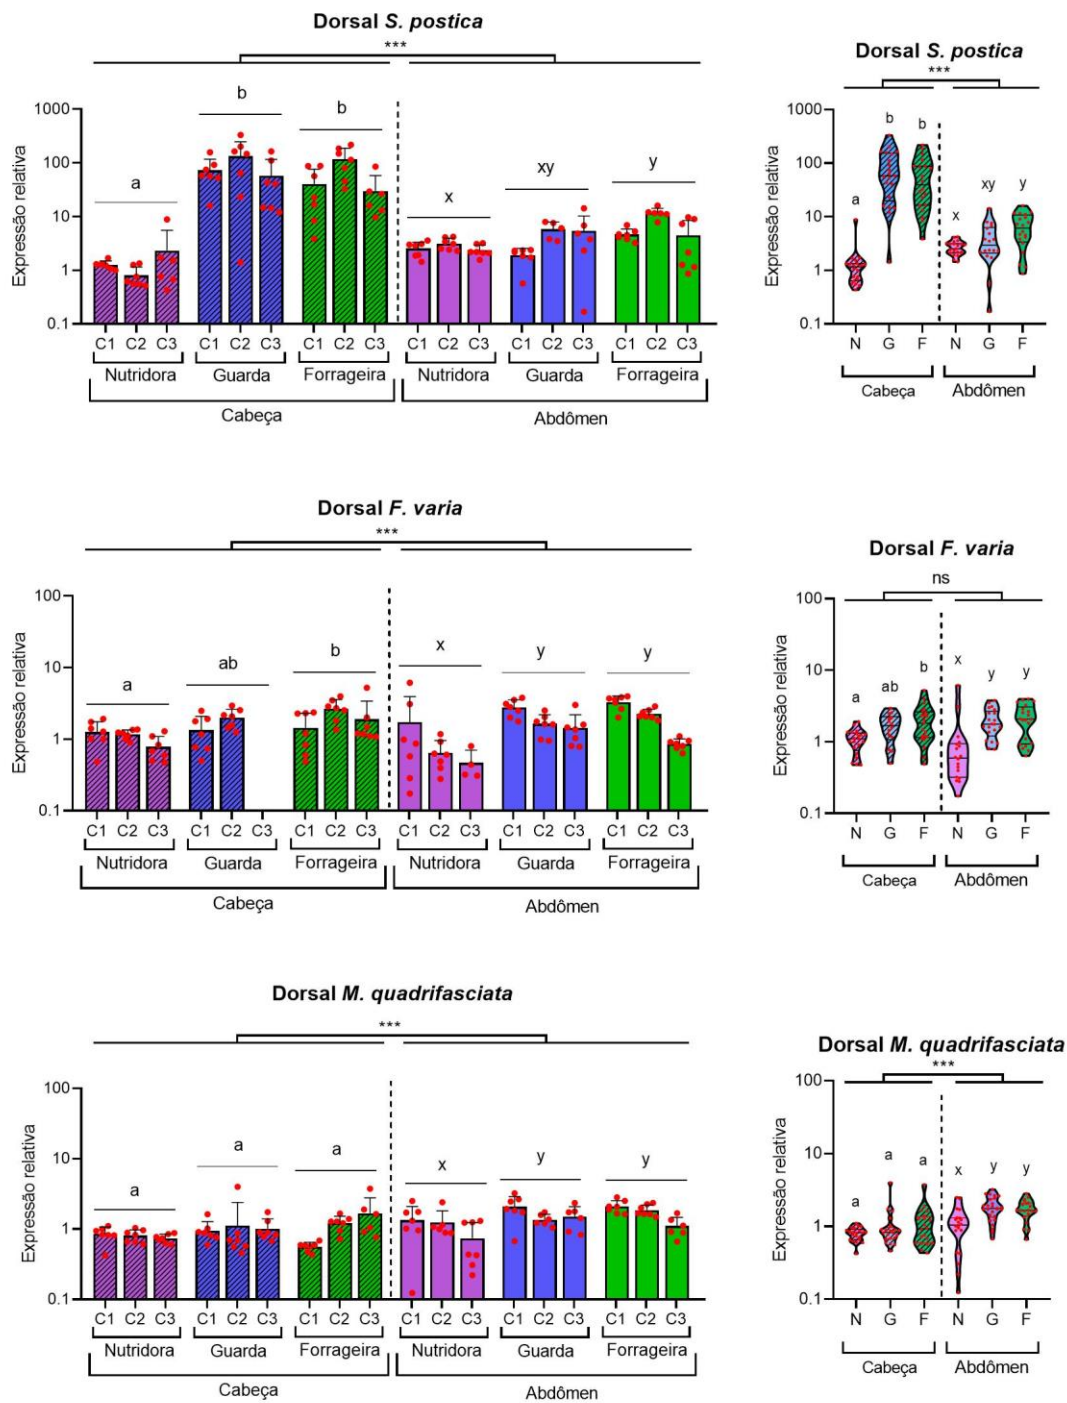 Dorsal S. postica
***
Expressão relativa
1000
100
10
1
0.1
a
b
b
x
xy
y
C1 C2 C3 C1 C2 C3 C1 C2 C3 C1 C2 C3 C1 C2 C3 C1 C2 C3
Nutridora Guarda Forrageira Nutridora Guarda Forrageira
Cabeça Abdômen
Dorsal S. postica
***
Expressão relativa
1000
100
10
1
0.1
a
b
b
x
xy
y
N G F N G F
Cabeça Abdômen
Dorsal F. varia
***
Expressão relativa
100
10
1
0.1
a
ab
b
x
y
y
C1 C2 C3 C1 C2 C3 C1 C2 C3 C1 C2 C3 C1 C2 C3 C1 C2 C3
Nutridora Guarda Forrageira Nutridora Guarda Forrageira
Cabeça Abdômen
Dorsal F. varia
ns
Expressão relativa
100
10
1
0.1
a
ab
b
x
y
y
N G F N G F
Cabeça Abdômen
Dorsal M. quadrifasciata
***
Expressão relativa
100
10
1
0.1
a
a
a
x
y
y
C1 C2 C3 C1 C2 C3 C1 C2 C3 C1 C2 C3 C1 C2 C3 C1 C2 C3
Nutridora Guarda Forrageira Nutridora Guarda Forrageira
Cabeça Abdômen
Dorsal M. quadrifasciata
***
Expressão relativa
100
10
1
0.1
a
a
a
x
y
y
N G F N G F
Cabeça Abdômen